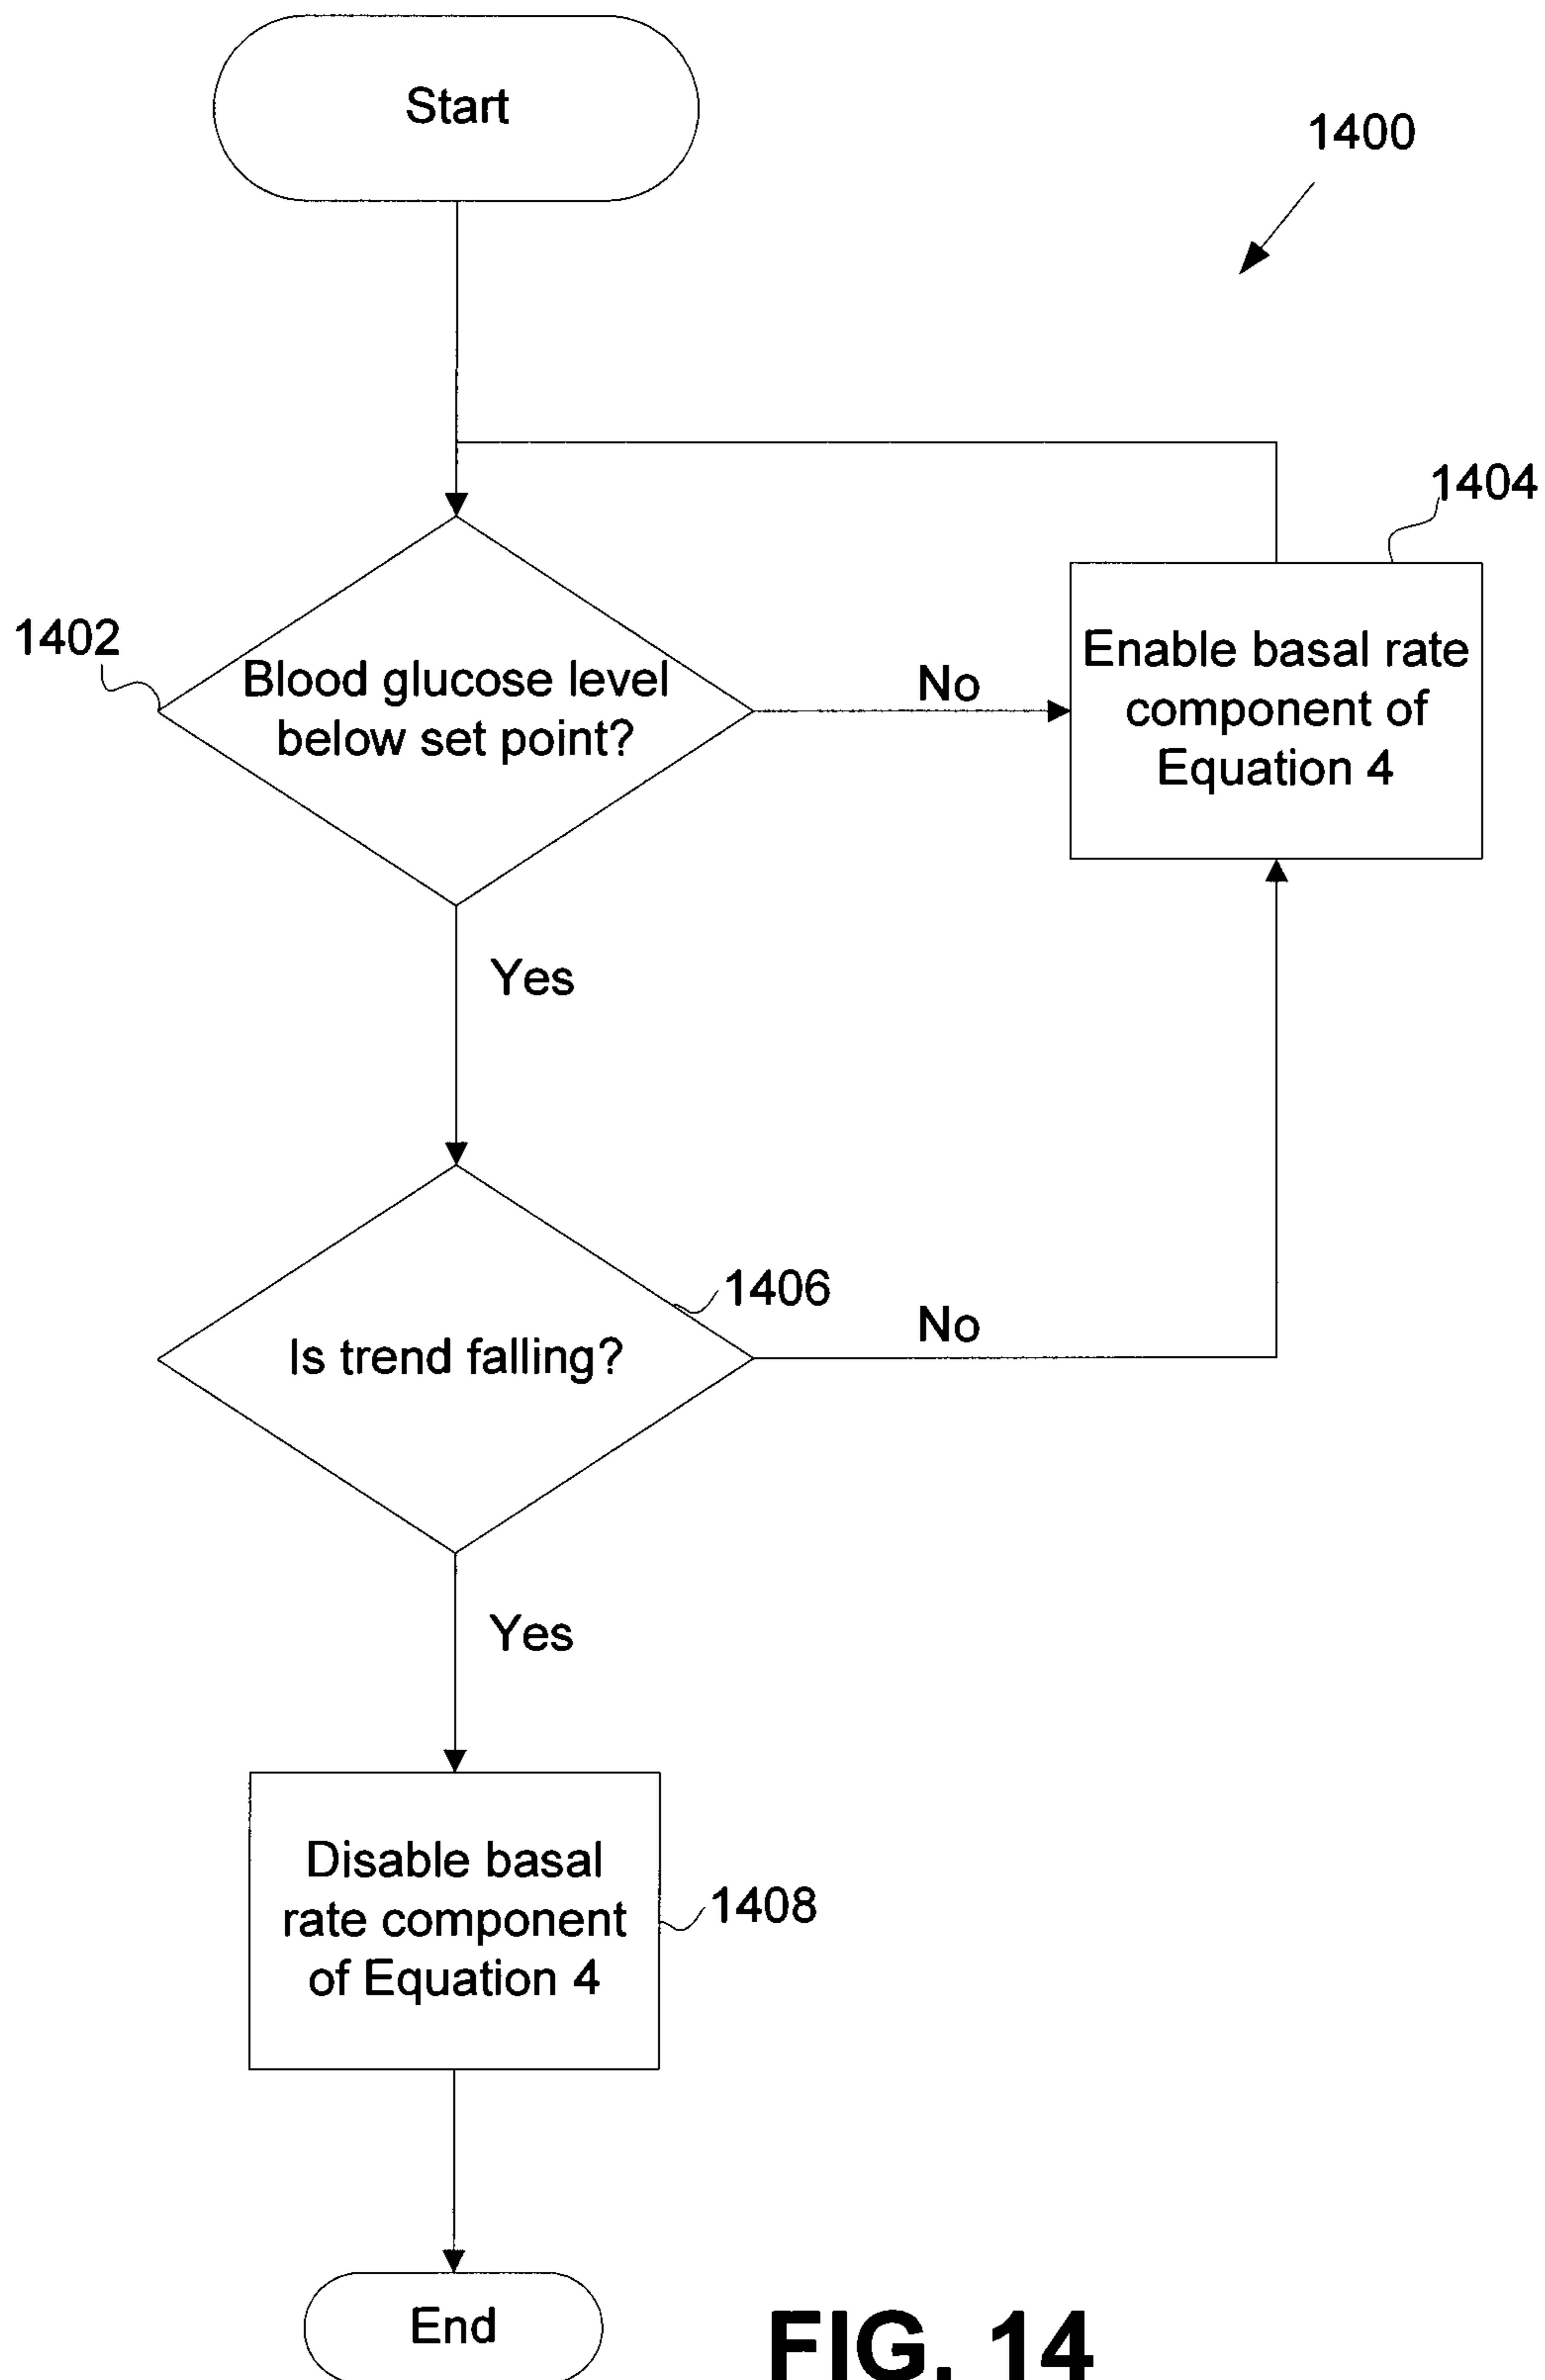 Start
1400
1404
1402
Blood glucose level
below set point?
No
Enable basal rate
component of
Equation 4
Yes
1406
Is trend falling?
No
Yes
Disable basal
rate component
of Equation 4
1408
End
FIG. 14